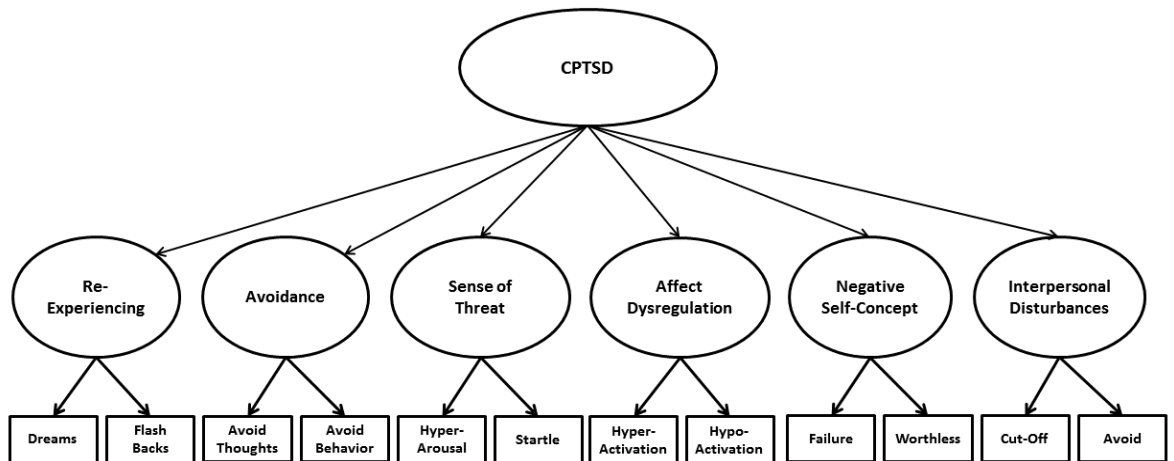 CPTSD
Re-
Experiencing
Avoidance
Sense of
Threat
Affect
Dysregulation
Negative
Self-Concept
Interpersonal
Disturbances
Dreams
Flash
Backs
Avoid
Thoughts
Avoid
Behavior
Hyper-
Arousal
Startle
Hyper-
Activation
Hypo-
Activation
Failure
Worthless
Cut-Off
Avoid